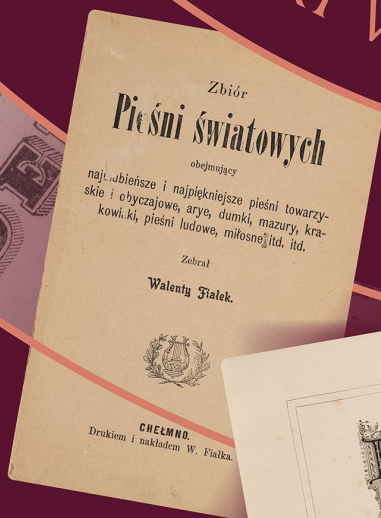 Zbiór
Pieśni światowych
obejmujący
najulubieńsze i najpiękniejsze pieśni towarzy-
skie i obyczajowe, arye, dumki, mazury, kra-
kowiaki, pieśni ludowe, miłosne itd. itd.
Zebrał
Walenty Fiałek.
CHEŁMNO.
Drukiem i nakładem W. Fiałka.